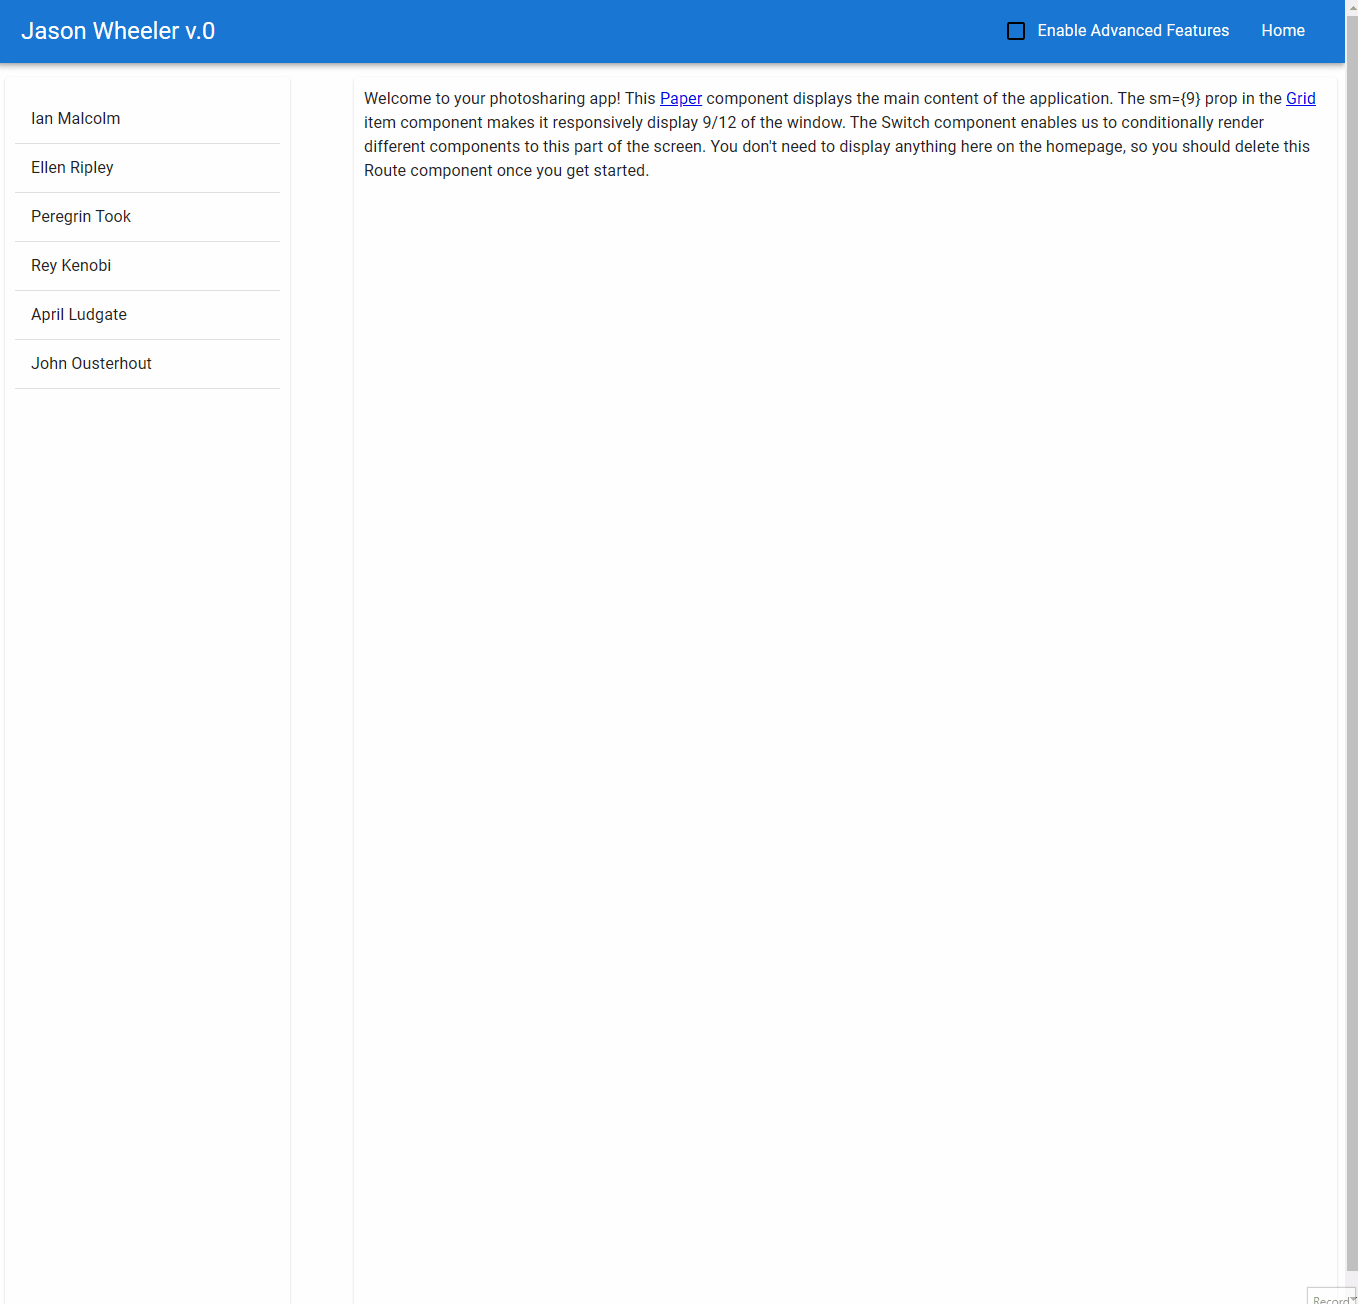 Jason Wheeler v.0
Enable Advanced Features
Home
Ian Malcolm
Ellen Ripley
Peregrin Took
Rey Kenobi
April Ludgate
John Ousterhout
Welcome to your photosharing app! This Paper component displays the main content of the application. The sm={9} prop in the Grid
item component makes it responsively display 9/12 of the window. The Switch component enables us to conditionally render
different components to this part of the screen. You don't need to display anything here on the homepage, so you should delete this
Route component once you get started.